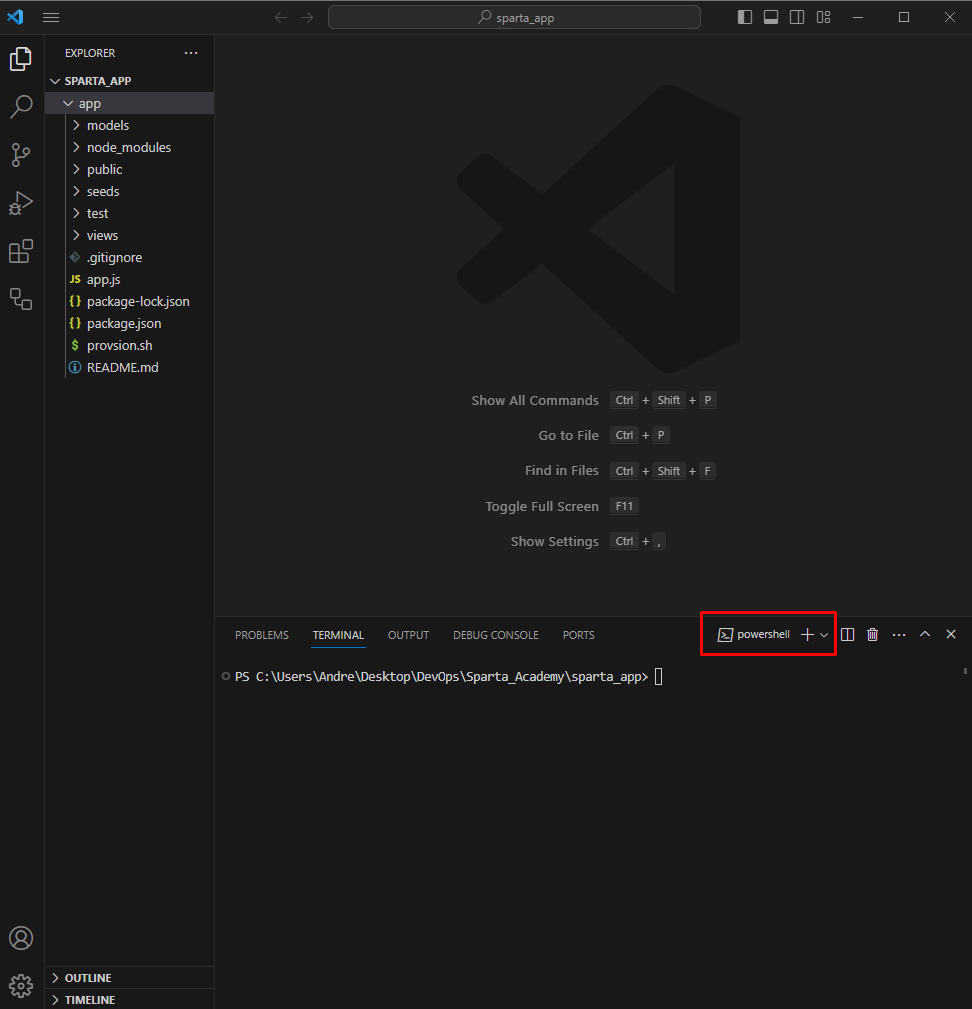 sparta_app
EXPLORER
SPARTA_APP
app
models
node_modules
public
seeds
test
views
.gitignore
JS app.js
{} package-lock.json
{} package.json
$ provsion.sh
README.md
Show All Commands Ctrl + Shift + P
Go to File Ctrl + P
Find in Files Ctrl + Shift + F
Toggle Full Screen F11
Show Settings Ctrl + ,
PROBLEMS TERMINAL OUTPUT DEBUG CONSOLE PORTS powershell
PS C:\Users\Andre\Desktop\DevOps\Sparta_Academy\sparta_app>
OUTLINE
TIMELINE